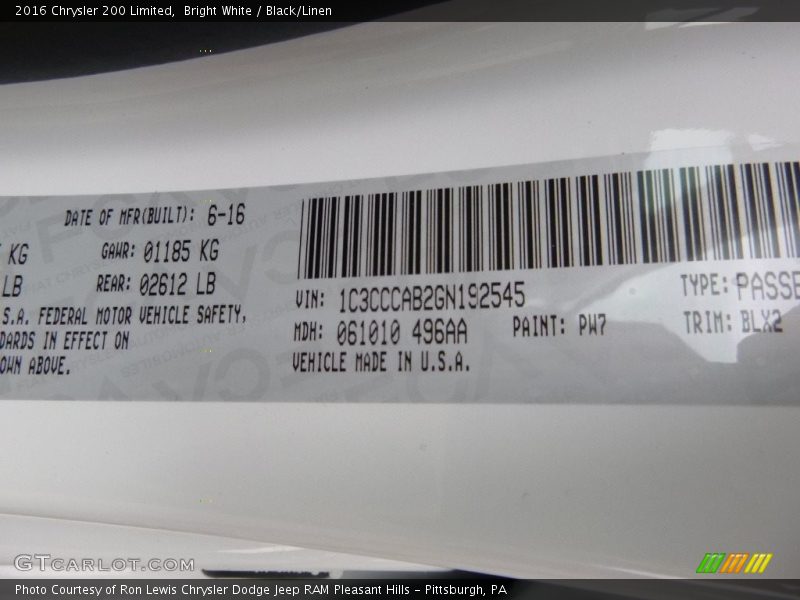 2016 Chrysler 200 Limited, Bright White / Black/Linen
DATE OF MFR(BUILT): 6-16
KG GAWR: 01185 KG
LB REAR: 02612 LB
S.A. FEDERAL MOTOR VEHICLE SAFETY,
DARDS IN EFFECT ON
OWN ABOVE.
VIN: 1C3CCCAB2GN192545 TYPE: PASSE
MDH: 061010 496AA PAINT: PW7 TRIM: BLX2
VEHICLE MADE IN U.S.A.
GTCARLOT.COM
Photo Courtesy of Ron Lewis Chrysler Dodge Jeep RAM Pleasant Hills - Pittsburgh, PA